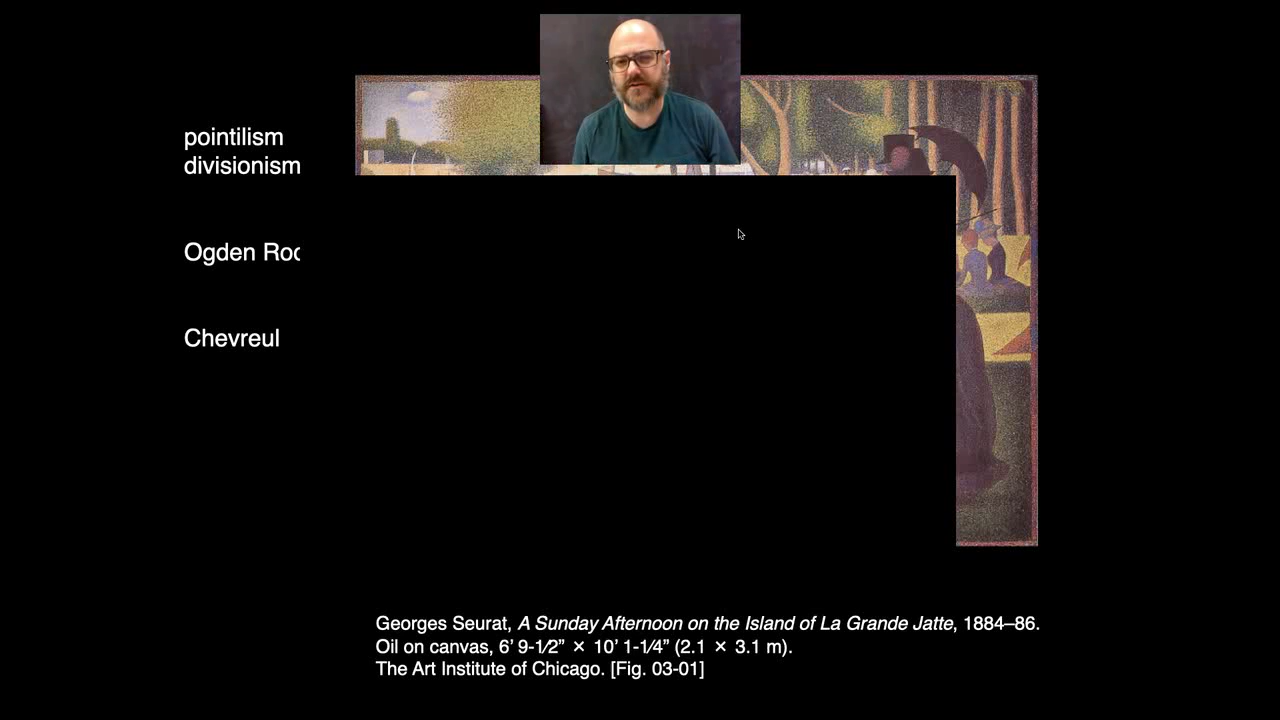 pointilism
divisionism
Ogden
Chevreul
Georges Seurat, A Sunday Afternoon on the Island of La Grande Jatte, 1884–86.
Oil on canvas, 6’ 9-1⁄2” × 10’ 1-1⁄4” (2.1 × 3.1 m).
The Art Institute of Chicago. [Fig. 03-01]